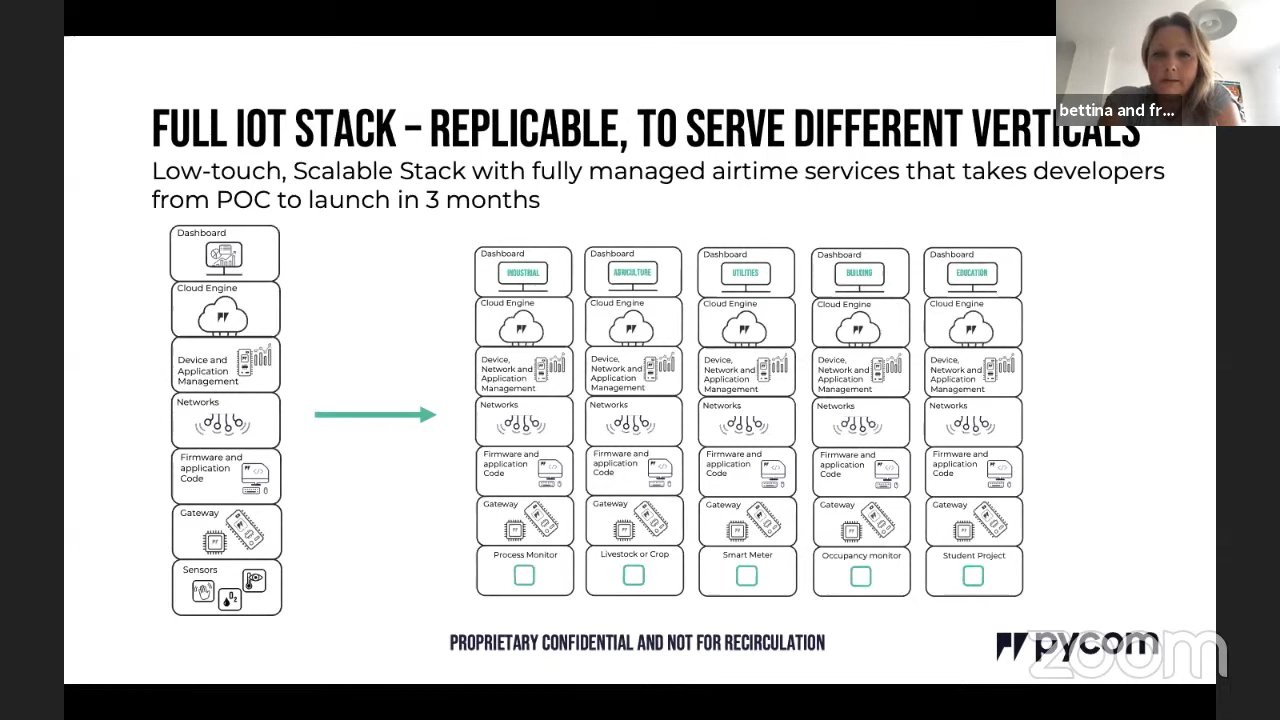 bettina and fr...
FULL IOT STACK – REPLICABLE, TO SERVE DIFFERENT VERTICALS
Low-touch, Scalable Stack with fully managed airtime services that takes developers
from POC to launch in 3 months
Dashboard
Cloud Engine
Device and
Application
Management
Networks
Firmware and
application
Code
Gateway
Sensors
Dashboard
INDUSTRIAL
Cloud Engine
Device,
Network and
Application
Management
Networks
Firmware and
application
Code
Gateway
Process Monitor
Dashboard
AGRICULTURE
Cloud Engine
Device,
Network and
Application
Management
Networks
Firmware and
application
Code
Gateway
Livestock or Crop
Dashboard
UTILITIES
Cloud Engine
Device,
Network and
Application
Management
Networks
Firmware and
application
Code
Gateway
Smart Meter
Dashboard
BUILDING
Cloud Engine
Device,
Network and
Application
Management
Networks
Firmware and
application
Code
Gateway
Occupancy monitor
Dashboard
EDUCATION
Cloud Engine
Device,
Network and
Application
Management
Networks
Firmware and
application
Code
Gateway
Student Project
PROPRIETARY CONFIDENTIAL AND NOT FOR RECIRCULATION
pycom
zoom